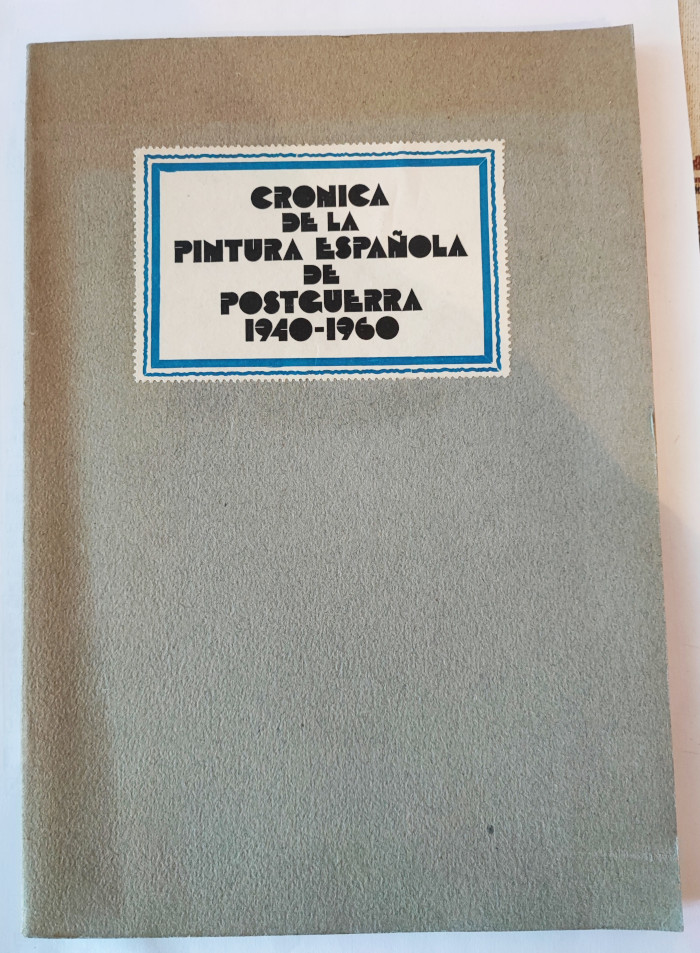 CRONICA
DE LA
PINTURA ESPAÑOLA
DE
POSTGUERRA
1940-1960